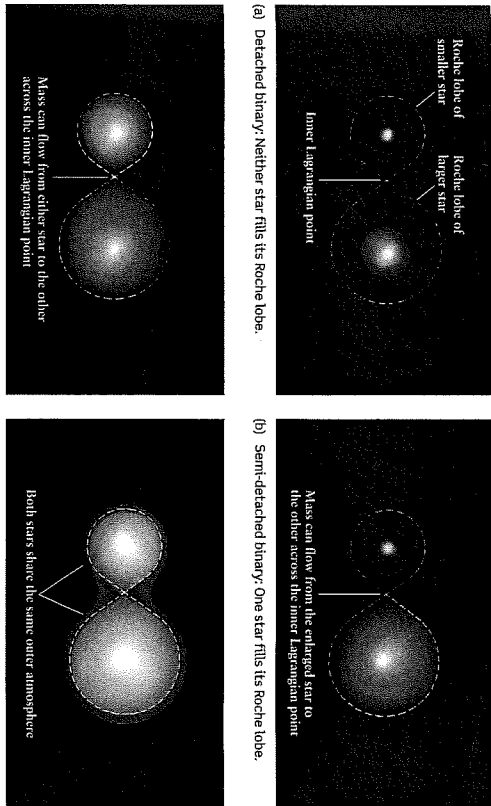 Roche lobe of
smaller star
Roche lobe of
larger star
Inner Lagrangian point
(a) Detached binary: Neither star fills its Roche lobe.
Mass can flow from the enlarged star to
the other across the inner Lagrangian point
(b) Semi-detached binary: One star fills its Roche lobe.
Mass can flow from either star to the other
across the inner Lagrangian point
Both stars share the same outer atmosphere